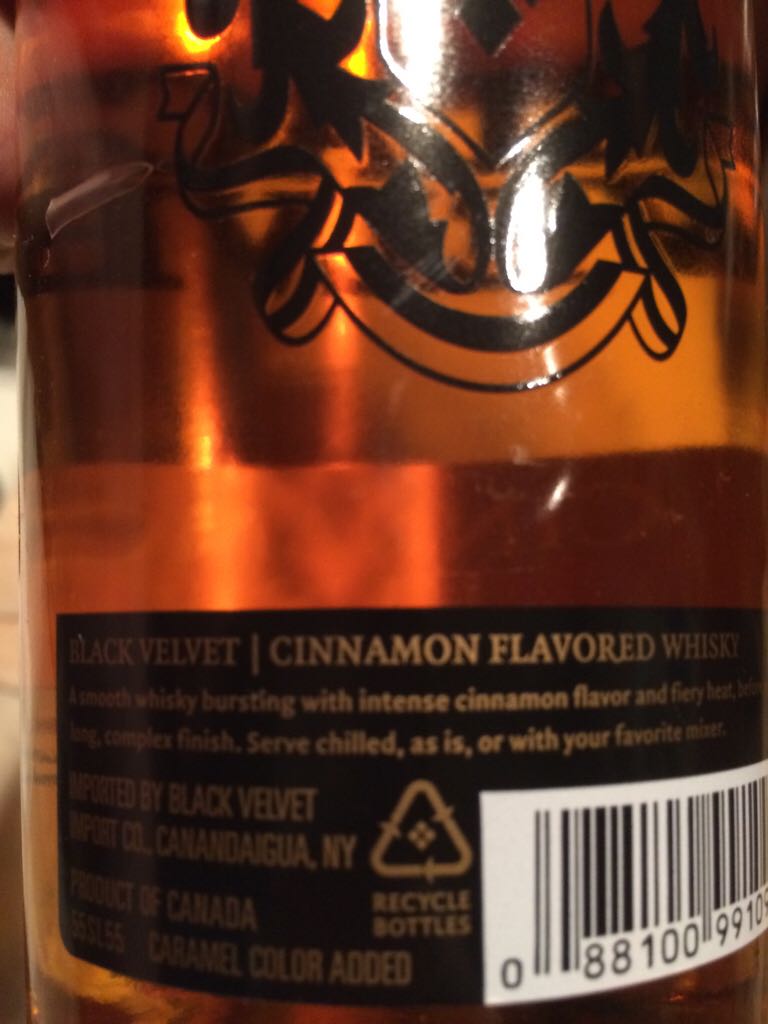 BLACK VELVET | CINNAMON FLAVORED WHISKY
A smooth whisky bursting with intense cinnamon flavor and fiery heat, before
long, complex finish. Serve chilled, as is, or with your favorite mixer.
IMPORTED BY BLACK VELVET
IMPORT CO., CANANDAIGUA, NY
PRODUCT OF CANADA
CARAMEL COLOR ADDED
RECYCLE
BOTTLES
0 88100 99109